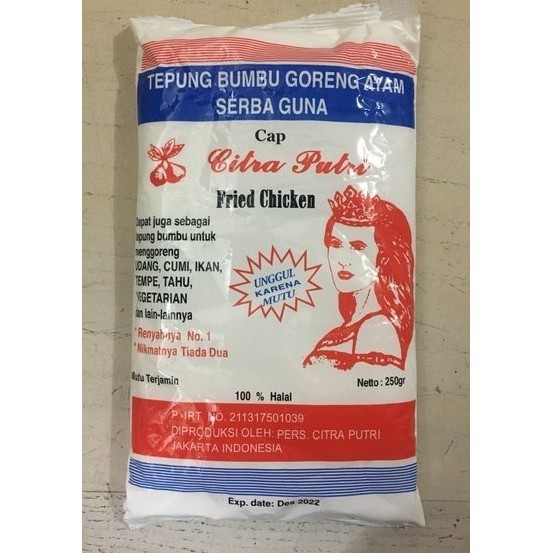 TEPUNG BUMBU GORENG AYAM
SERBA GUNA
Cap
Citra Putri
Fried Chicken
Dapat juga sebagai
tepung bumbu untuk
menggoreng
UDANG, CUMI, IKAN,
TEMPE, TAHU,
VEGETARIAN
dan lain-lainnya
* Renyahnya No. 1
* Nikmatnya Tiada Dua
Mutu Terjamin
UNGGUL
KARENA
MUTU
100 % Halal
Netto : 250gr
P-IRT NO. 211317501039
DIPRODUKSI OLEH: PERS. CITRA PUTRI
JAKARTA INDONESIA
Exp. date: Des 2022